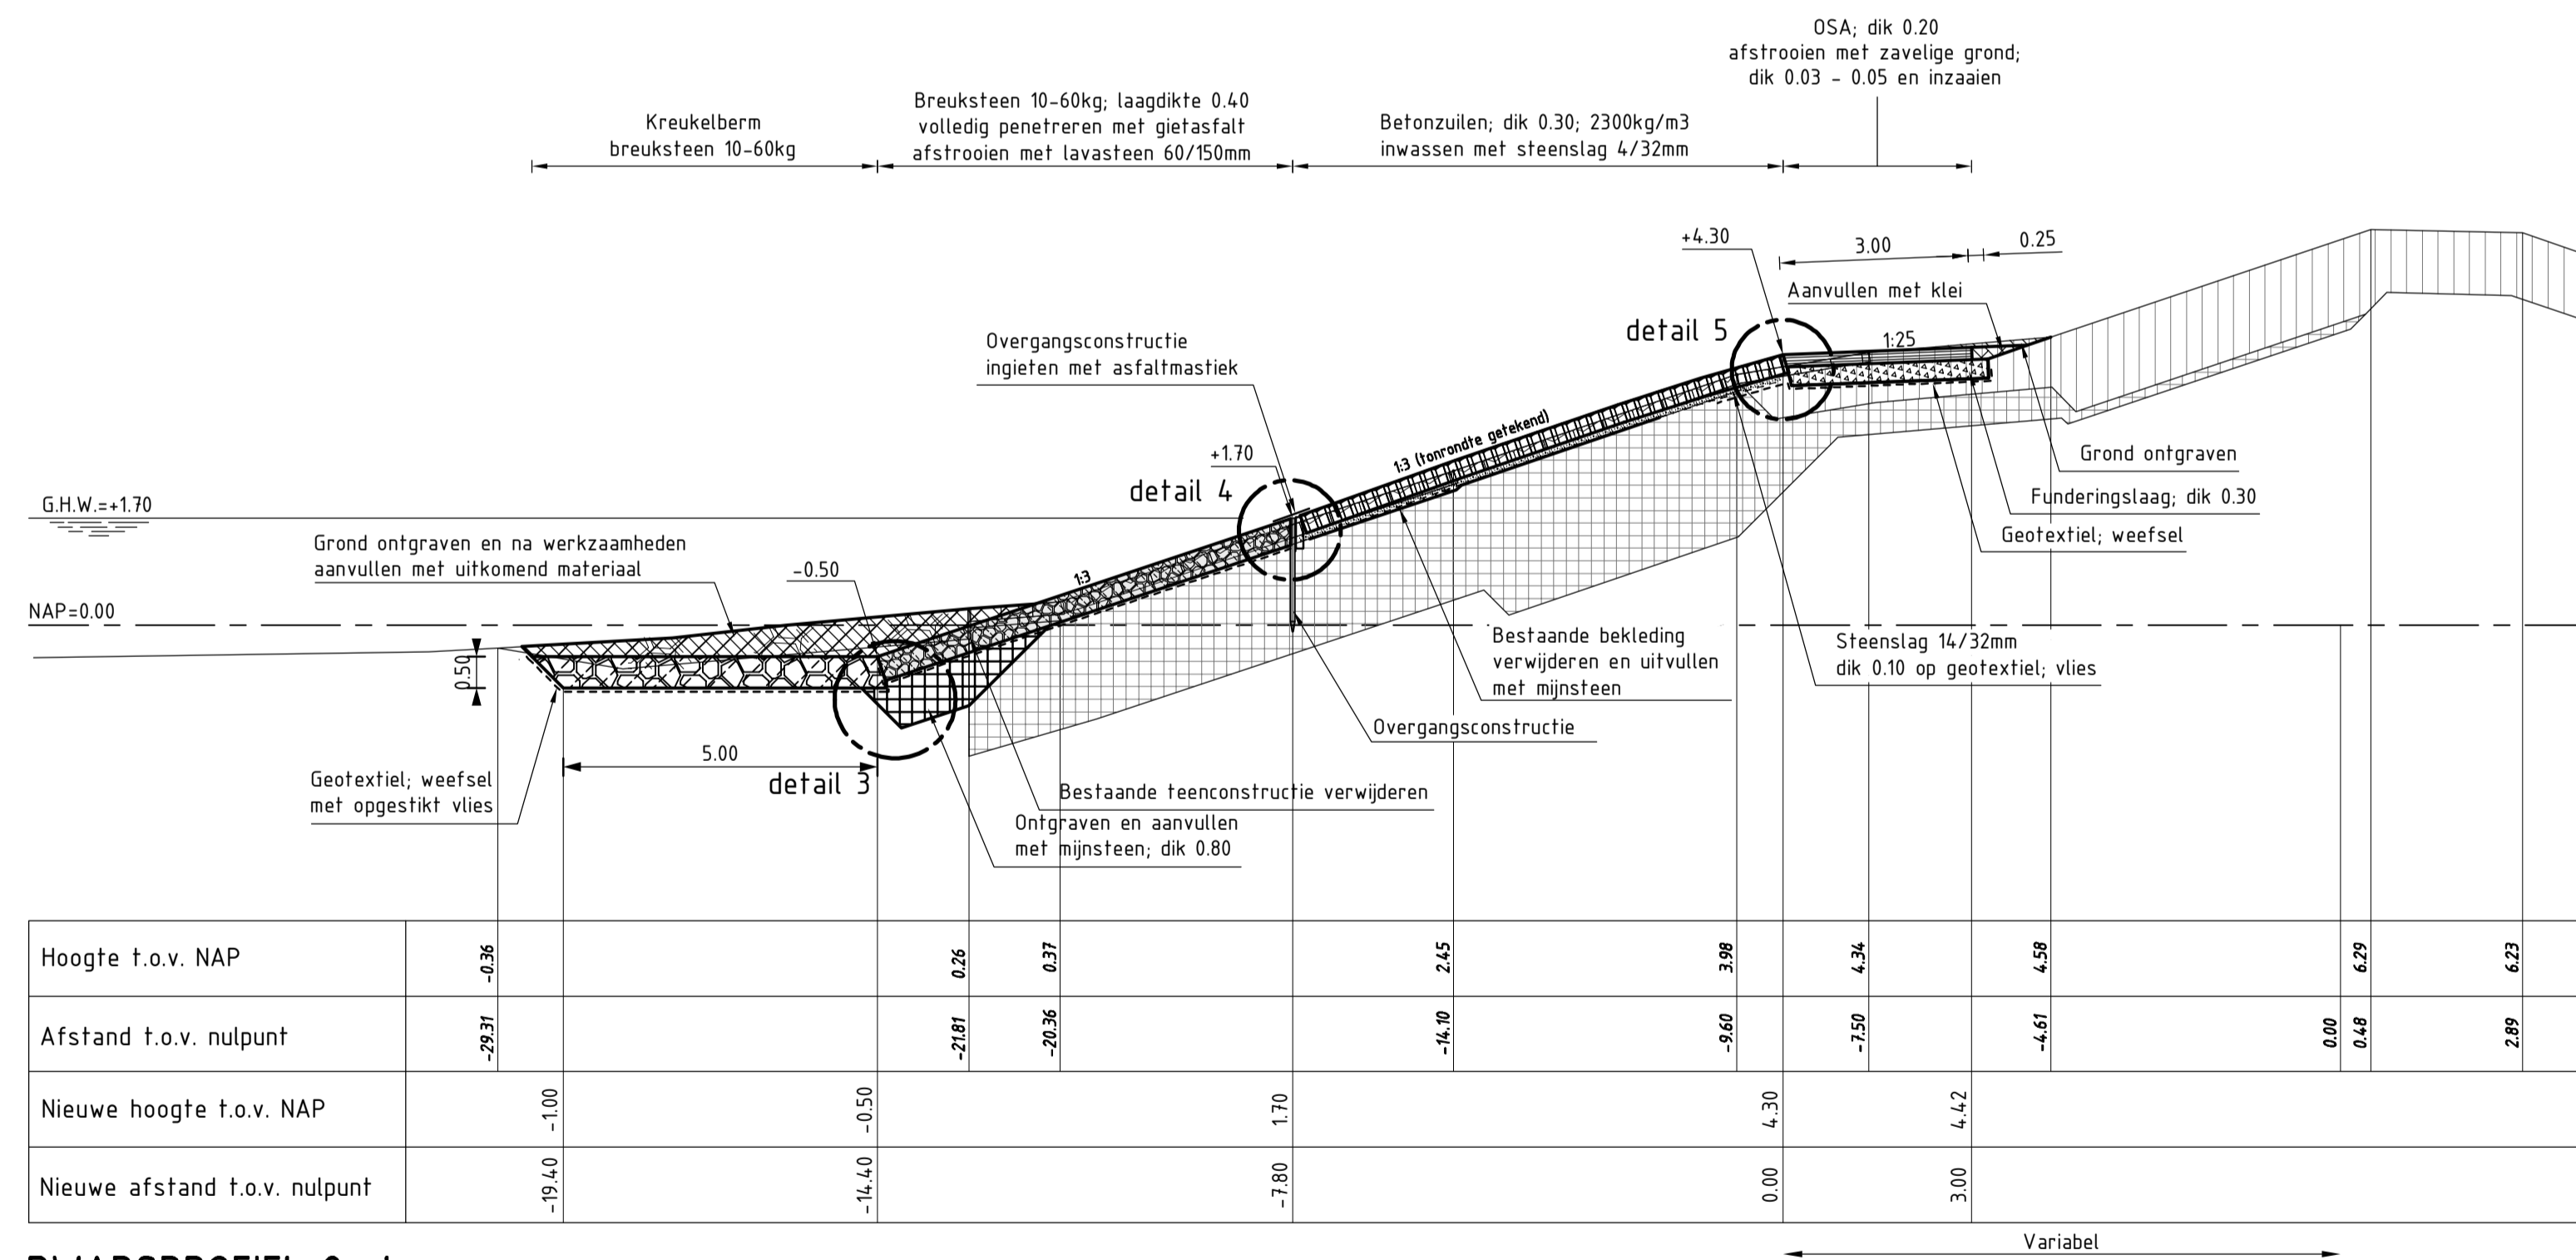 OSA; dik 0.20
afstrooien met zavelige grond;
dik 0.03 - 0.05 en inzaaien
Kreukelberm
breuksteen 10-60kg
Breuksteen 10-60kg; laagdikte 0.40
volledig penetreren met gietasfalt
afstrooien met lavasteen 60/150mm
Betonzuilen; dik 0.30; 2300kg/m3
inwassen met steenslag 4/32mm
+4.30
3.00
0.25
Aanvullen met klei
detail 5
1:25
Overgangsconstructie
ingieten met asfaltmastiek
1:3 (tonrondte getekend)
+1.70
detail 4
Grond ontgraven
Funderingslaag; dik 0.30
Geotextiel; weefsel
G.H.W.=+1.70
Grond ontgraven en na werkzaamheden
aanvullen met uitkomend materiaal
-0.50
1:3
NAP=0.00
0.50
Bestaande bekleding
verwijderen en uitvullen
met mijnsteen
Steenslag 14/32mm
dik 0.10 op geotextiel; vlies
Overgangsconstructie
5.00
detail 3
Geotextiel; weefsel
met opgestikt vlies
Bestaande teenconstructie verwijderen
Ontgraven en aanvullen
met mijnsteen; dik 0.80
Hoogte t.o.v. NAP -0.36 0.26 0.37 2.45 3.98 4.34 4.58 6.29 6.23
Afstand t.o.v. nulpunt -29.31 -21.81 -20.36 -14.10 -9.60 -7.50 -4.61 0.00 0.48 2.89
Nieuwe hoogte t.o.v. NAP -1.00 -0.50 1.70 4.30 4.42
Nieuwe afstand t.o.v. nulpunt -19.40 -14.40 -7.80 0.00 3.00
Variabel